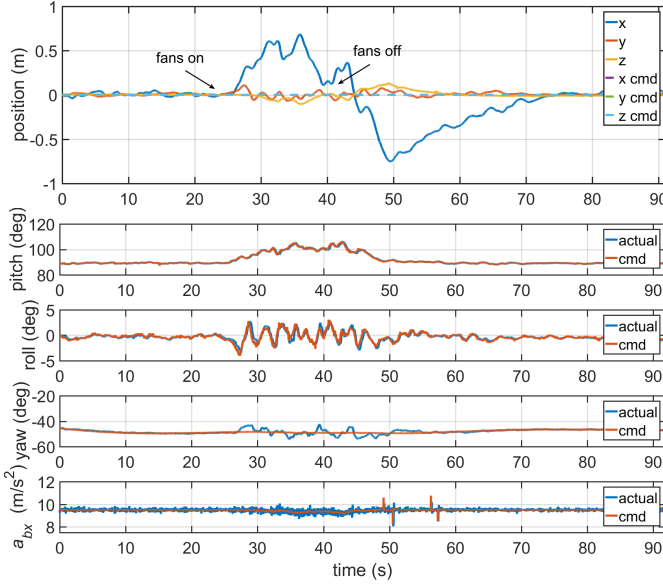 1
0.5
0
-0.5
-1
position (m)
fans on
fans off
x
y
z
x cmd
y cmd
z cmd
0 10 20 30 40 50 60 70 80 90
120
100
80
pitch (deg)
actual
cmd
0 10 20 30 40 50 60 70 80 90
5
0
-5
roll (deg)
actual
cmd
0 10 20 30 40 50 60 70 80 90
-20
-40
-60
yaw (deg)
actual
cmd
0 10 20 30 40 50 60 70 80 90
12
10
8
a_bx (m/s²)
actual
cmd
0 10 20 30 40 50 60 70 80 90
time (s)